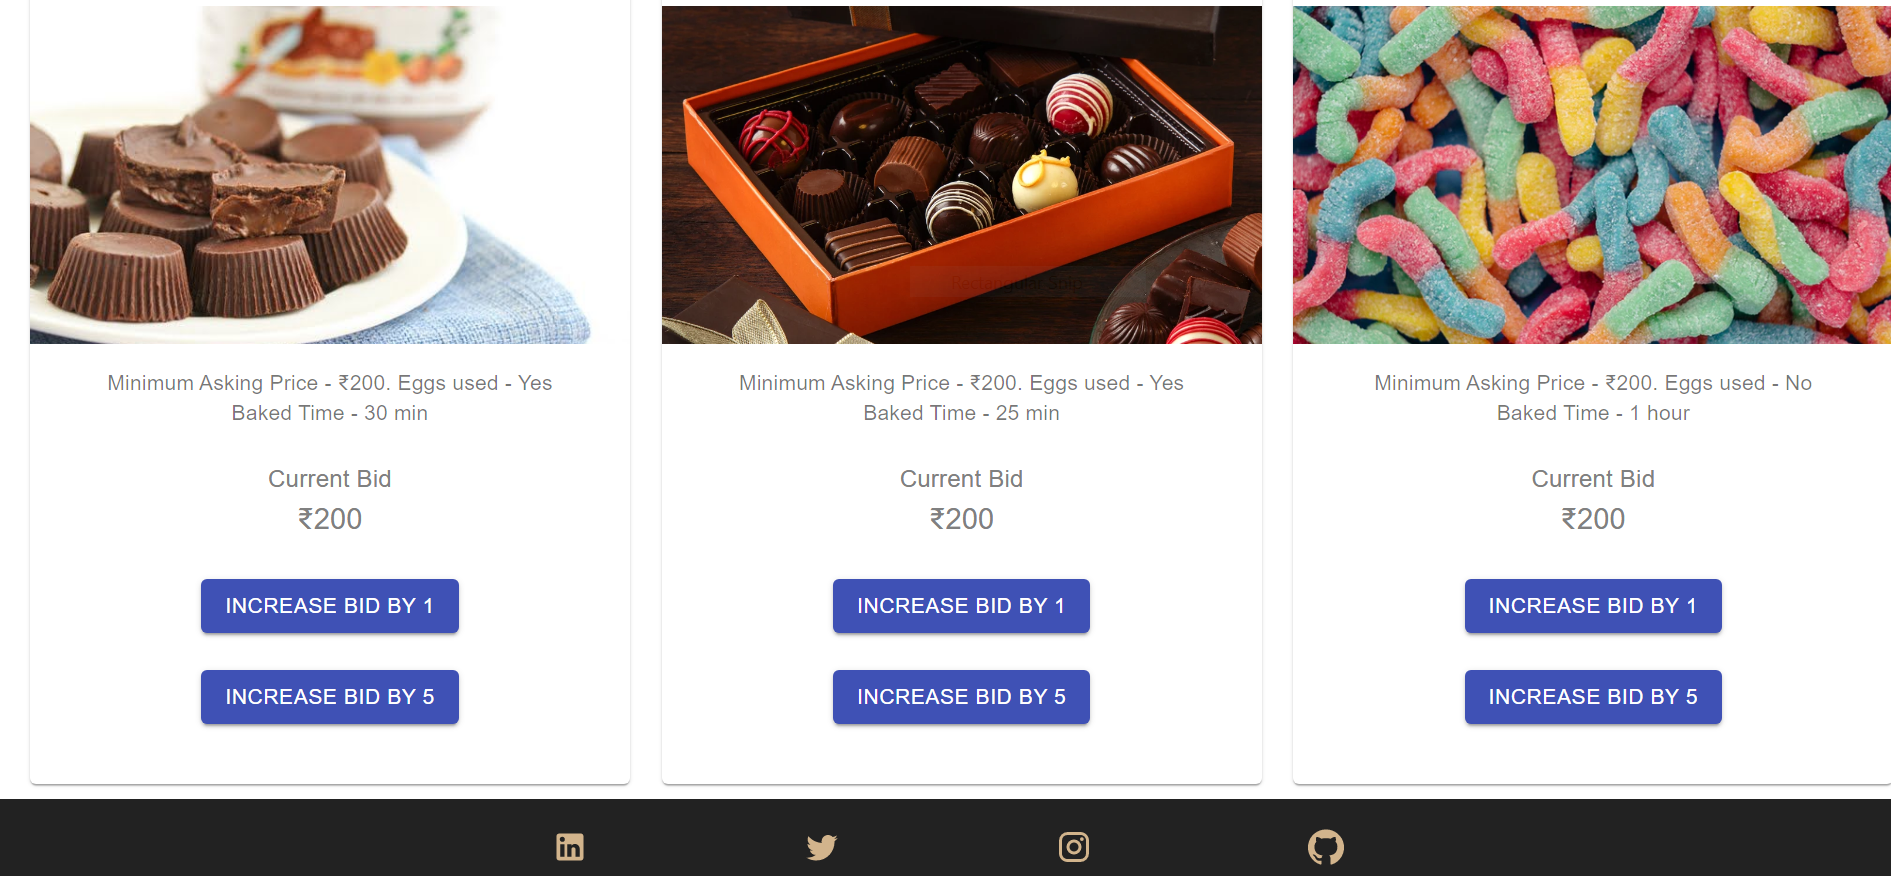 Minimum Asking Price - ₹200. Eggs used - Yes
Baked Time - 30 min
Current Bid
₹200
INCREASE BID BY 1
INCREASE BID BY 5
Minimum Asking Price - ₹200. Eggs used - Yes
Baked Time - 25 min
Current Bid
₹200
INCREASE BID BY 1
INCREASE BID BY 5
Minimum Asking Price - ₹200. Eggs used - No
Baked Time - 1 hour
Current Bid
₹200
INCREASE BID BY 1
INCREASE BID BY 5